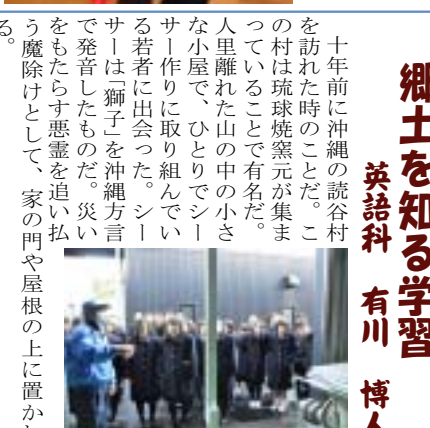 郷土を知る学習
英語科 有川 博人
十年前に沖縄の読谷村
を訪れた時のことだ。こ
の村は琉球焼窯元が集ま
っていることで有名だ。
人里離れた山の中の小さ
な小屋で、ひとりでシー
サー作りに取り組んでい
る若者に出会った。シー
サーは「獅子」を沖縄方言
で発音したものだ。災い
をもたらす悪霊を追い払
う魔除けとして、家の門や屋根の上に置か
る。